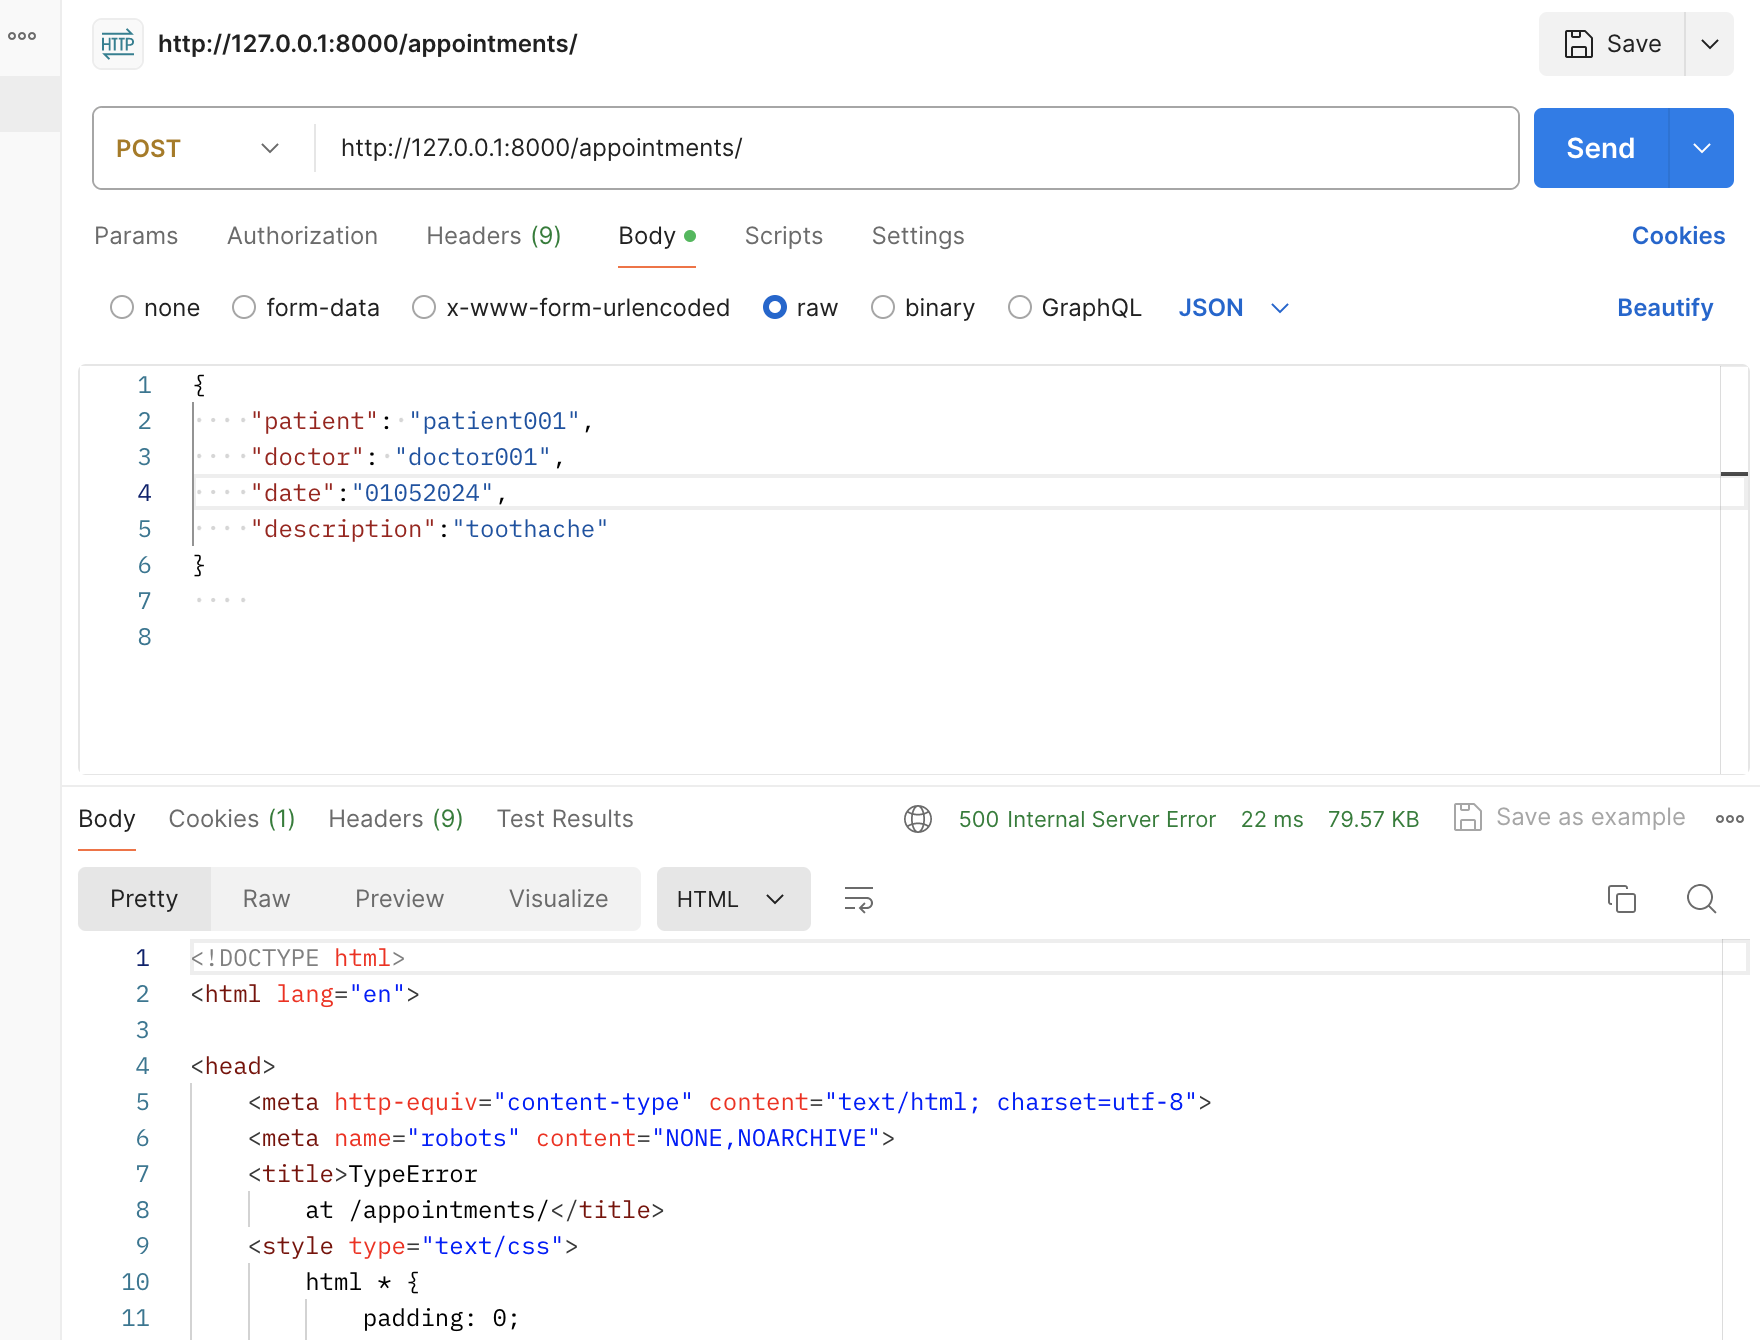 HTTP http://127.0.0.1:8000/appointments/ Save
POST http://127.0.0.1:8000/appointments/ Send
Params Authorization Headers (9) Body Scripts Settings Cookies
none form-data x-www-form-urlencoded raw binary GraphQL JSON Beautify
1 {
2 "patient": "patient001",
3 "doctor": "doctor001",
4 "date":"01052024",
5 "description":"toothache"
6 }
7
8
Body Cookies (1) Headers (9) Test Results 500 Internal Server Error 22 ms 79.57 KB Save as example
Pretty Raw Preview Visualize HTML
1 <!DOCTYPE html>
2 <html lang="en">
3
4 <head>
5 <meta http-equiv="content-type" content="text/html; charset=utf-8">
6 <meta name="robots" content="NONE,NOARCHIVE">
7 <title>TypeError
8 at /appointments/</title>
9 <style type="text/css">
10 html * {
11 padding: 0;